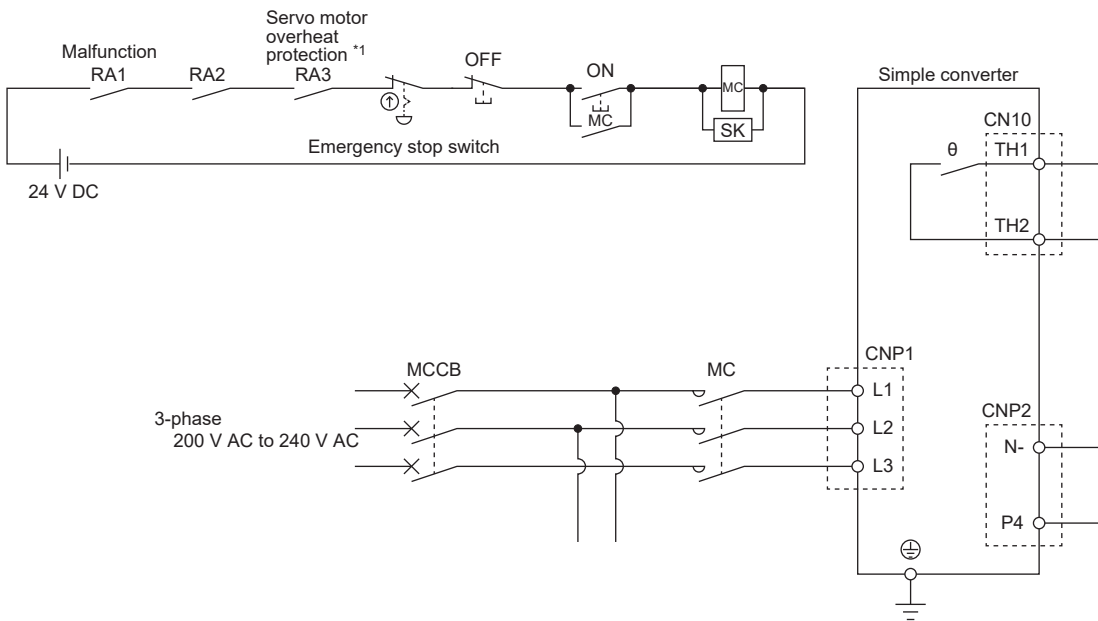 Servo motor
overheat
protection *1
Malfunction
RA1
RA2
RA3
OFF
ON
MC
MC
SK
Emergency stop switch
24 V DC
Simple converter
CN10
θ
TH1
TH2
MCCB
MC
CNP1
L1
L2
L3
3-phase
200 V AC to 240 V AC
CNP2
N-
P4